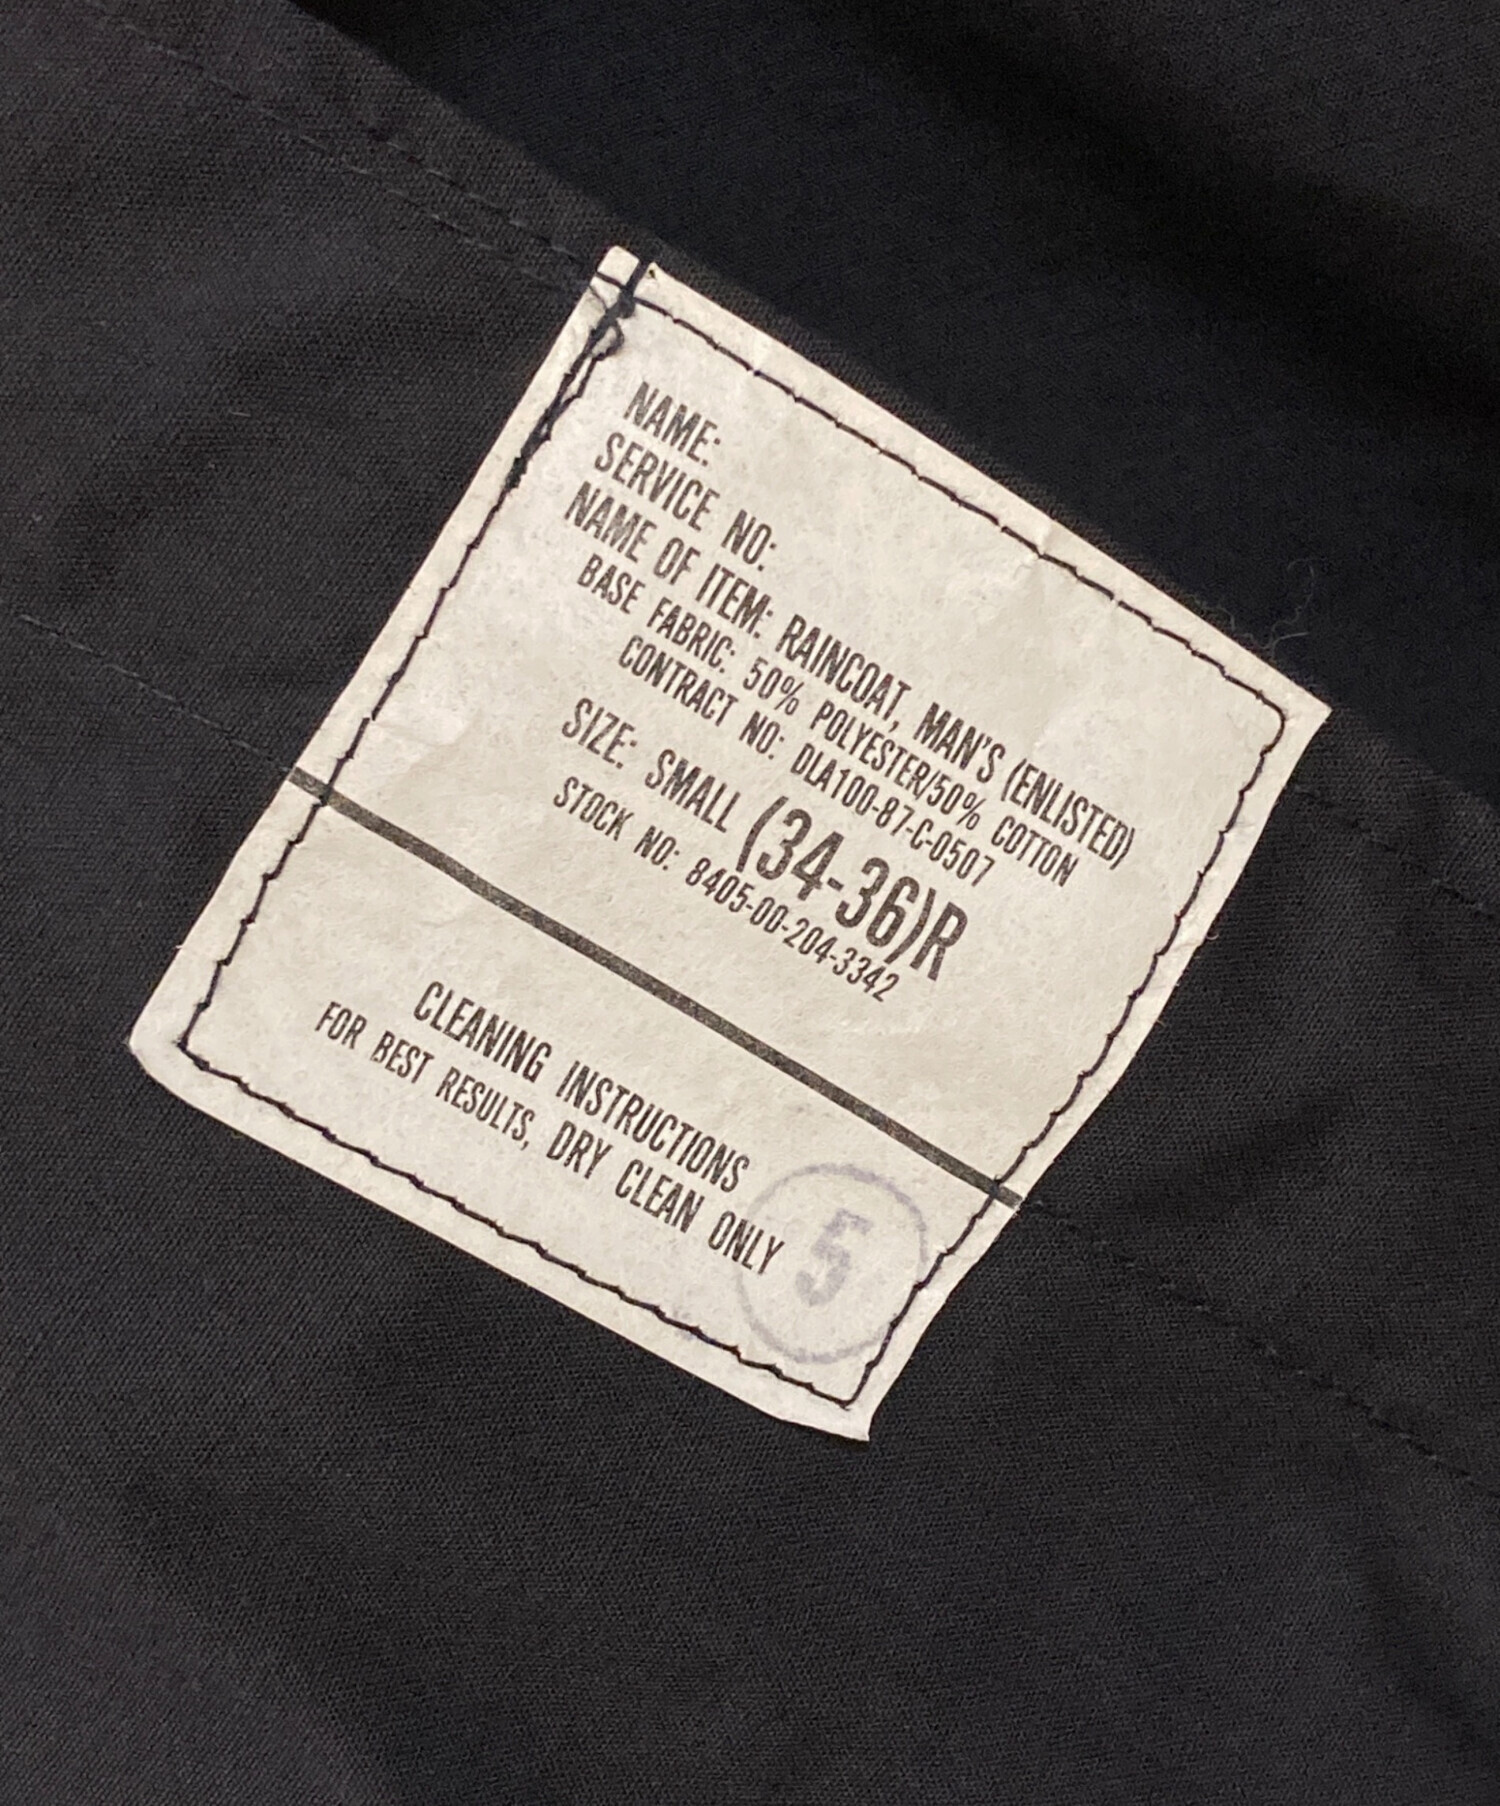 NAME:
SERVICE NO:
NAME OF ITEM: RAINCOAT, MAN'S (ENLISTED)
BASE FABRIC: 50% POLYESTER/50% COTTON
CONTRACT NO: DLA100-87-C-0507
SIZE: SMALL (34-36)R
STOCK NO: 8405-00-204-3342
CLEANING INSTRUCTIONS
FOR BEST RESULTS, DRY CLEAN ONLY
5